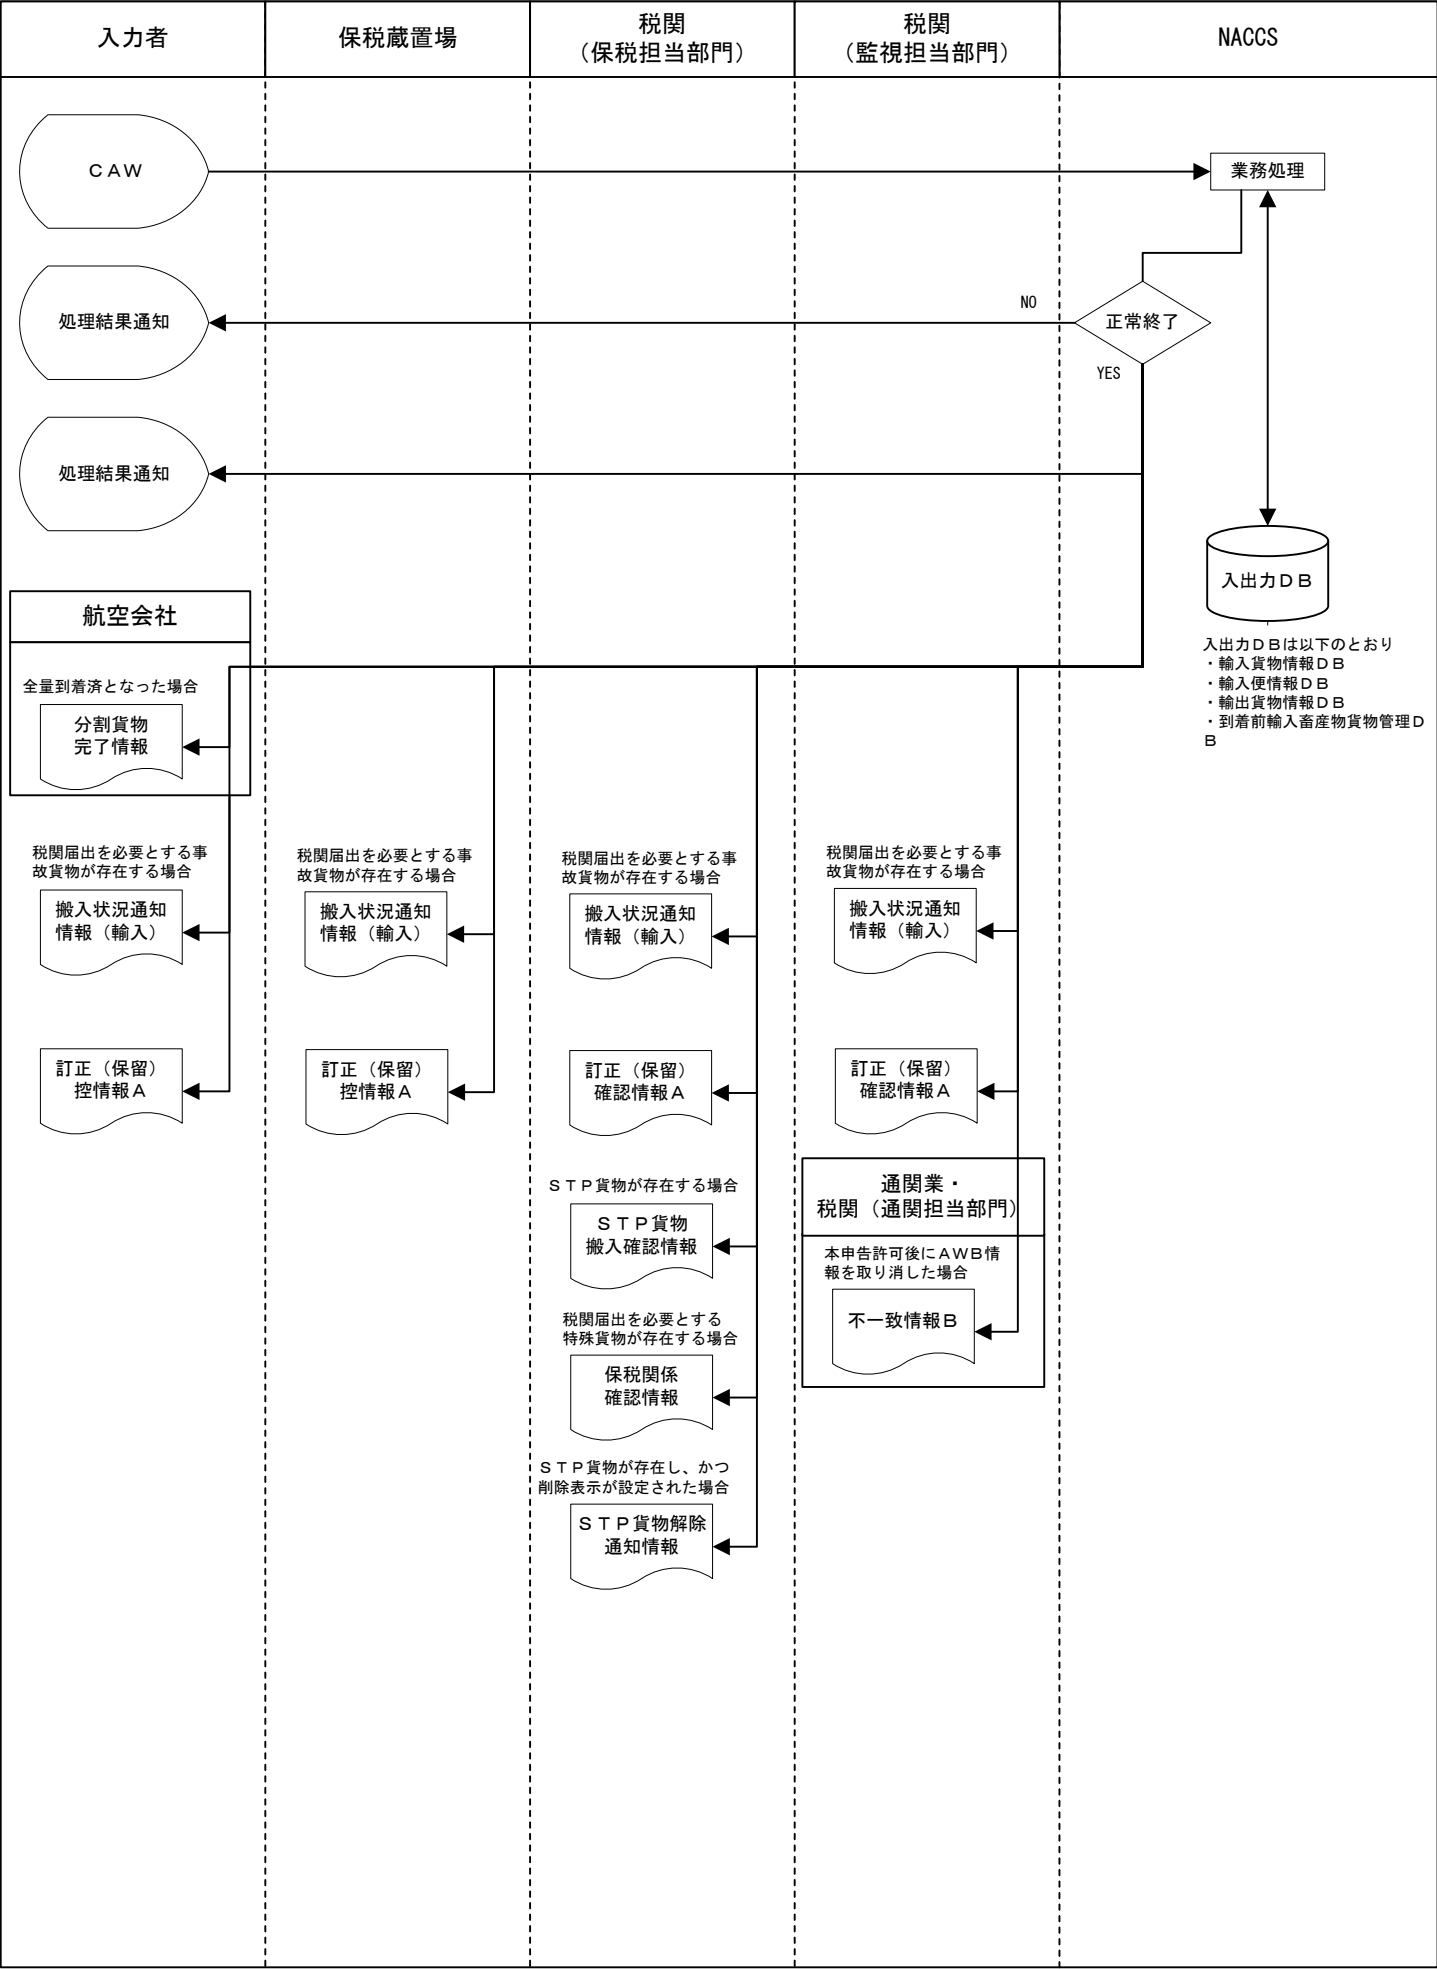 入力者
保税蔵置場
税関
（保税担当部門）
税関
（監視担当部門）
NACCS
ＣＡＷ
業務処理
処理結果通知
NO
正常終了
YES
処理結果通知
入出力ＤＢ
入出力ＤＢは以下のとおり
・輸入貨物情報ＤＢ
・輸入便情報ＤＢ
・輸出貨物情報ＤＢ
・到着前輸入畜産物貨物管理Ｄ
Ｂ
航空会社
全量到着済となった場合
分割貨物
完了情報
税関届出を必要とする事
故貨物が存在する場合
搬入状況通知
情報（輸入）
訂正（保留）
控情報Ａ
税関届出を必要とする事
故貨物が存在する場合
搬入状況通知
情報（輸入）
訂正（保留）
控情報Ａ
税関届出を必要とする事
故貨物が存在する場合
搬入状況通知
情報（輸入）
訂正（保留）
確認情報Ａ
ＳＴＰ貨物が存在する場合
ＳＴＰ貨物
搬入確認情報
税関届出を必要とする
特殊貨物が存在する場合
保税関係
確認情報
ＳＴＰ貨物が存在し、かつ
削除表示が設定された場合
ＳＴＰ貨物解除
通知情報
税関届出を必要とする事
故貨物が存在する場合
搬入状況通知
情報（輸入）
訂正（保留）
確認情報Ａ
通関業・
税関（通関担当部門）
本申告許可後にＡＷＢ情
報を取り消した場合
不一致情報Ｂ